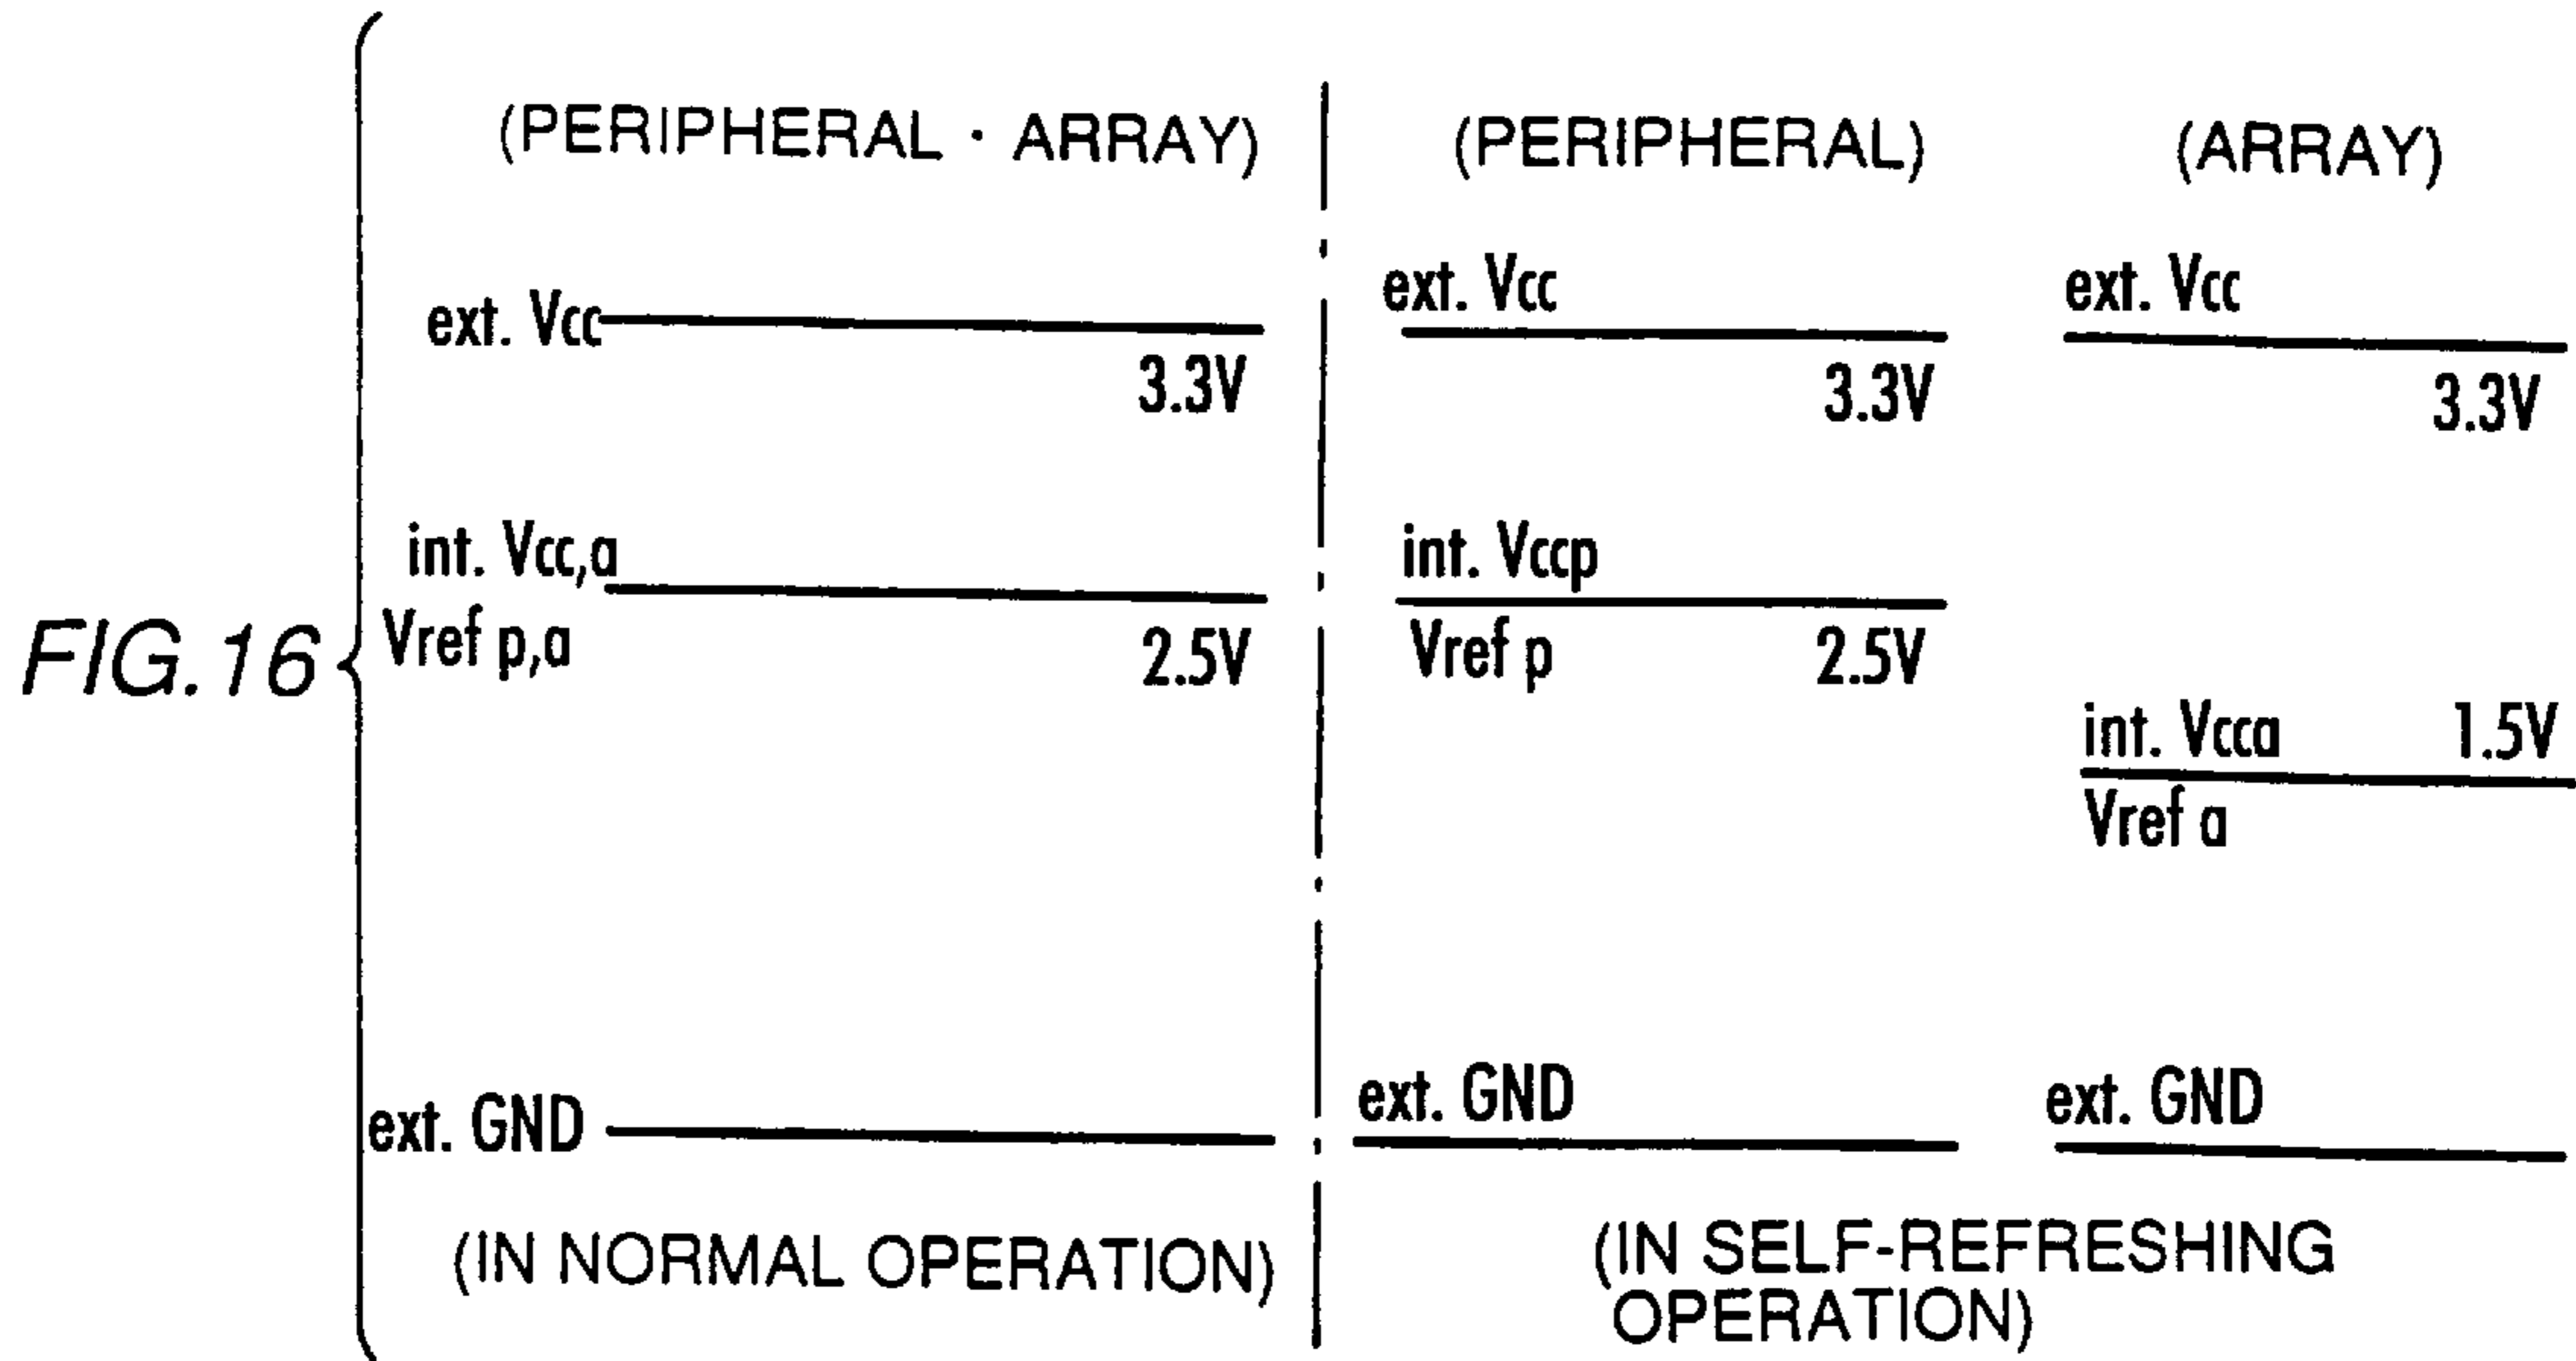 FIG.16
(PERIPHERAL · ARRAY)
ext. Vcc
3.3V
int. Vcc,a
Vref p,a
2.5V
ext. GND
(IN NORMAL OPERATION)
(PERIPHERAL)
ext. Vcc
3.3V
int. Vccp
Vref p 2.5V
ext. GND
(ARRAY)
ext. Vcc
3.3V
int. Vcca 1.5V
Vref a
ext. GND
(IN SELF-REFRESHING
OPERATION)